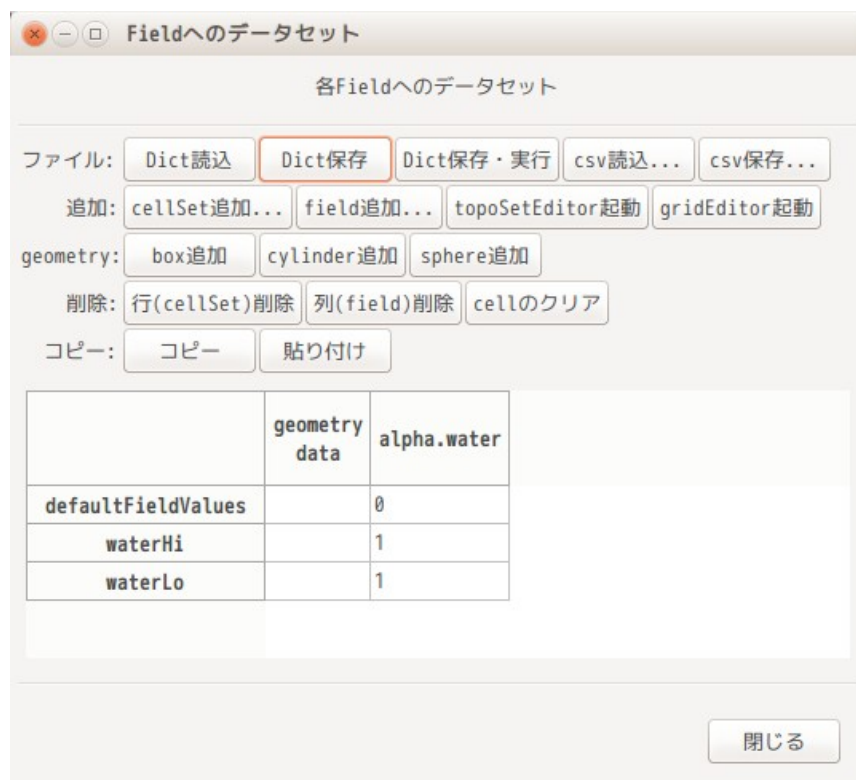 Fieldへのデータセット
各Fieldへのデータセット
ファイル: Dict読込 Dict保存 Dict保存・実行 csv読込... csv保存...
追加: cellSet追加... field追加... topoSetEditor起動 gridEditor起動
geometry: box追加 cylinder追加 sphere追加
削除: 行(cellSet)削除 列(field)削除 cellのクリア
コピー: コピー 貼り付け
geometry
data
alpha.water
defaultFieldValues 0
waterHi 1
waterLo 1
閉じる